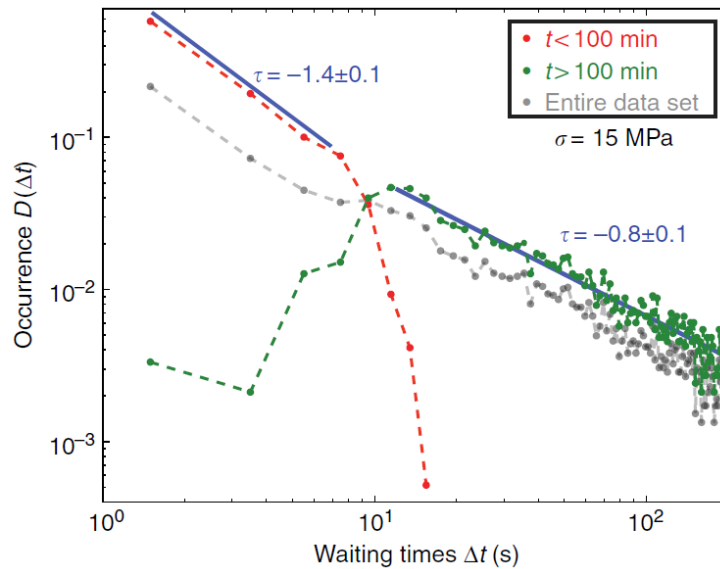 t < 100 min
t > 100 min
Entire data set
σ = 15 MPa
τ = −1.4±0.1
τ = −0.8±0.1
Occurrence D(Δt)
10⁻¹
10⁻²
10⁻³
10⁰
10¹
10²
Waiting times Δt (s)